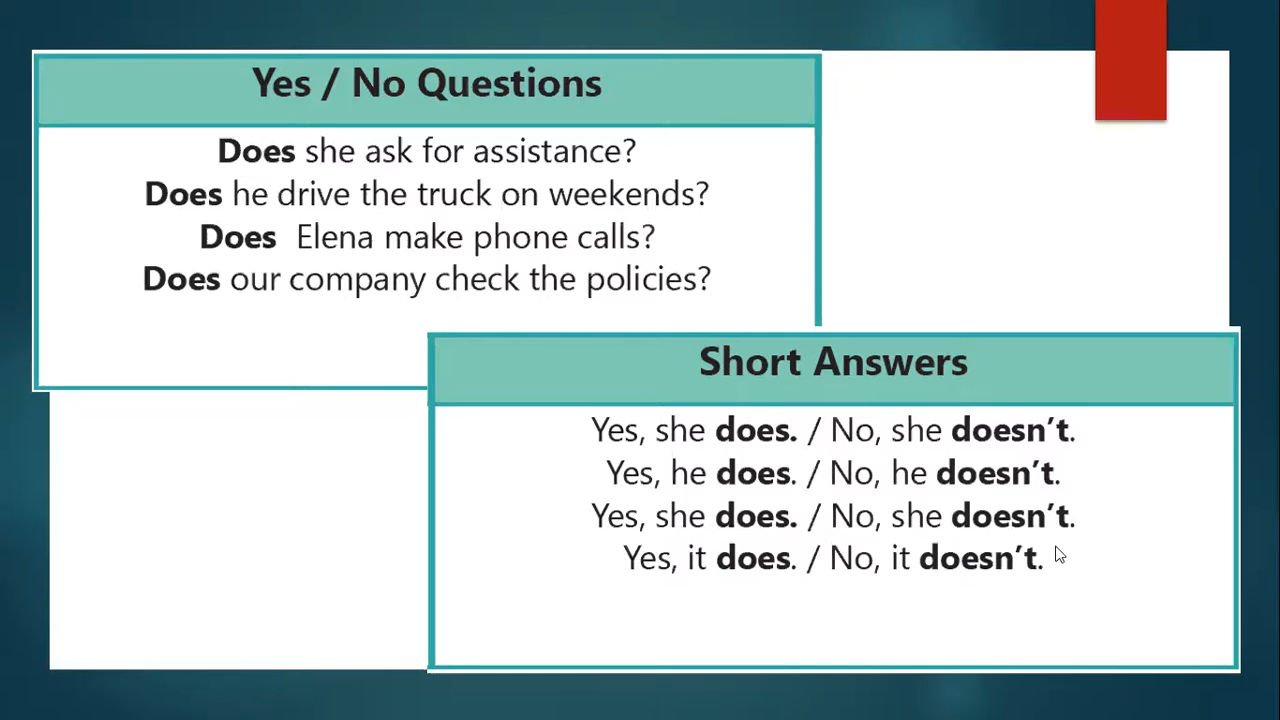 Yes / No Questions
Does she ask for assistance?
Does he drive the truck on weekends?
Does  Elena make phone calls?
Does our company check the policies?
Short Answers
Yes, she does. / No, she doesn’t.
Yes, he does. / No, he doesn’t.
Yes, she does. / No, she doesn’t.
Yes, it does. / No, it doesn’t.